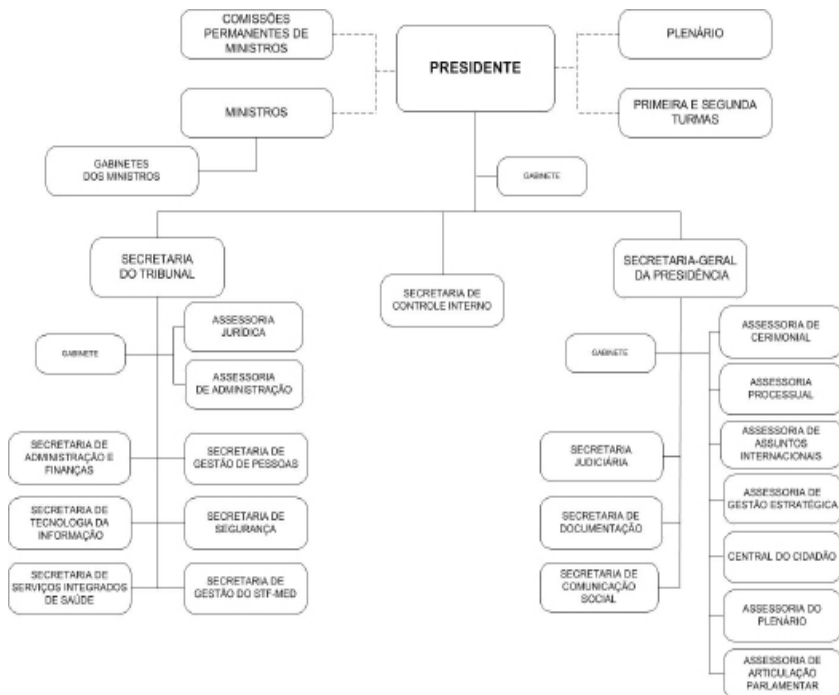 COMISSÕES
PERMANENTES DE
MINISTROS
PRESIDENTE
PLENÁRIO
MINISTROS
PRIMEIRA E SEGUNDA
TURMAS
GABINETES
DOS MINISTROS
GABINETE
SECRETARIA
DO TRIBUNAL
SECRETARIA DE
CONTROLE INTERNO
SECRETARIA-GERAL
DA PRESIDÊNCIA
ASSESSORIA
JURÍDICA
GABINETE
ASSESSORIA
DE ADMINISTRAÇÃO
SECRETARIA DE
ADMINISTRAÇÃO E
FINANÇAS
SECRETARIA DE
GESTÃO DE PESSOAS
SECRETARIA DE
TECNOLOGIA DA
INFORMAÇÃO
SECRETARIA DE
SEGURANÇA
SECRETARIA DE
SERVIÇOS INTEGRADOS
DE SAÚDE
SECRETARIA DE
GESTÃO DO STF-MED
GABINETE
SECRETARIA
JUDICIÁRIA
SECRETARIA DE
DOCUMENTAÇÃO
SECRETARIA DE
COMUNICAÇÃO
SOCIAL
ASSESSORIA DE
CERIMONIAL
ASSESSORIA
PROCESSUAL
ASSESSORIA DE
ASSUNTOS
INTERNACIONAIS
ASSESSORIA DE
GESTÃO ESTRATÉGICA
CENTRAL DO CIDADÃO
ASSESSORIA DO
PLENÁRIO
ASSESSORIA DE
ARTICULAÇÃO
PARLAMENTAR